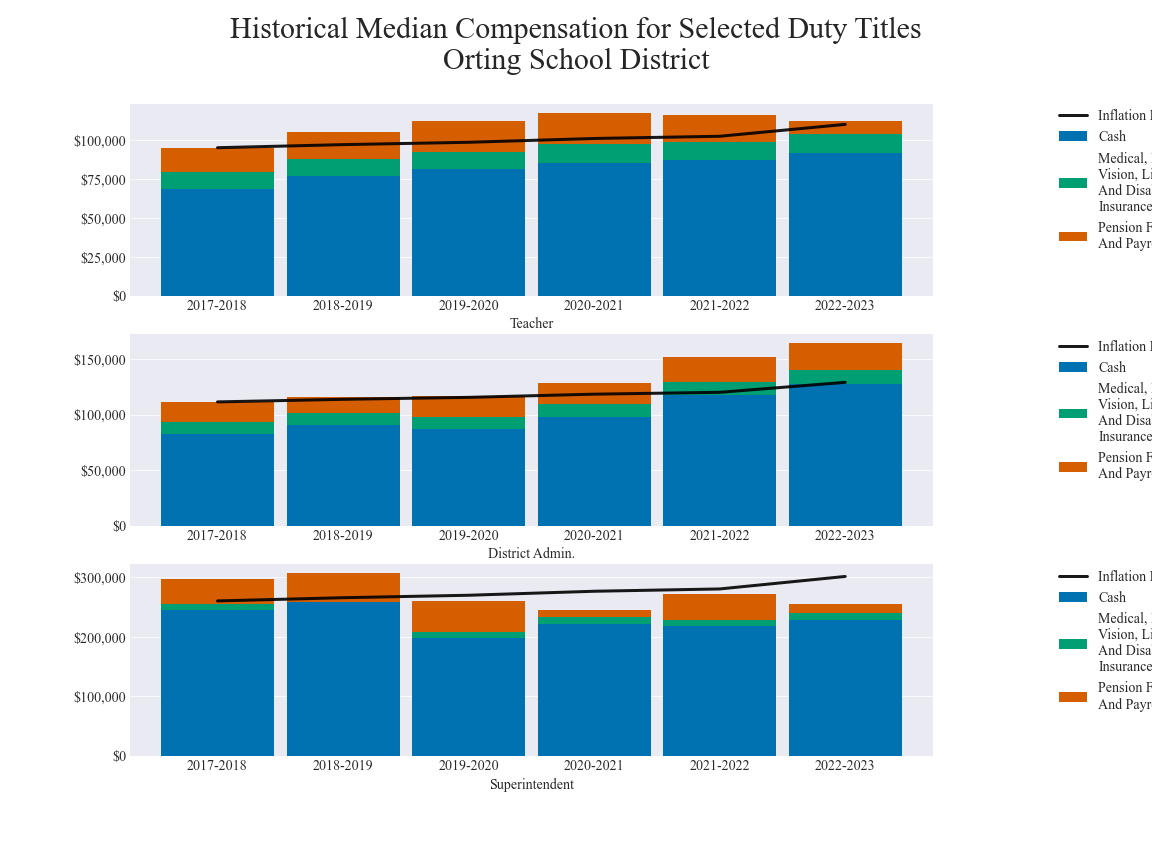 Historical Median Compensation for Selected Duty Titles
Orting School District
$100,000
$75,000
$50,000
$25,000
$0
2017-2018 2018-2019 2019-2020 2020-2021 2021-2022 2022-2023
Teacher
Inflation
Cash
Medical,
Vision,
And
Insurance
And
$150,000
$100,000
$50,000
$0
2017-2018 2018-2019 2019-2020 2020-2021 2021-2022 2022-2023
District Admin.
Inflation
Cash
Medical,
Vision,
And
Insurance
Pension
And
$300,000
$200,000
$100,000
$0
2017-2018 2018-2019 2019-2020 2020-2021 2021-2022 2022-2023
Superintendent
Inflation
Cash
Medical,
Vision,
And
Insurance
Pension
And